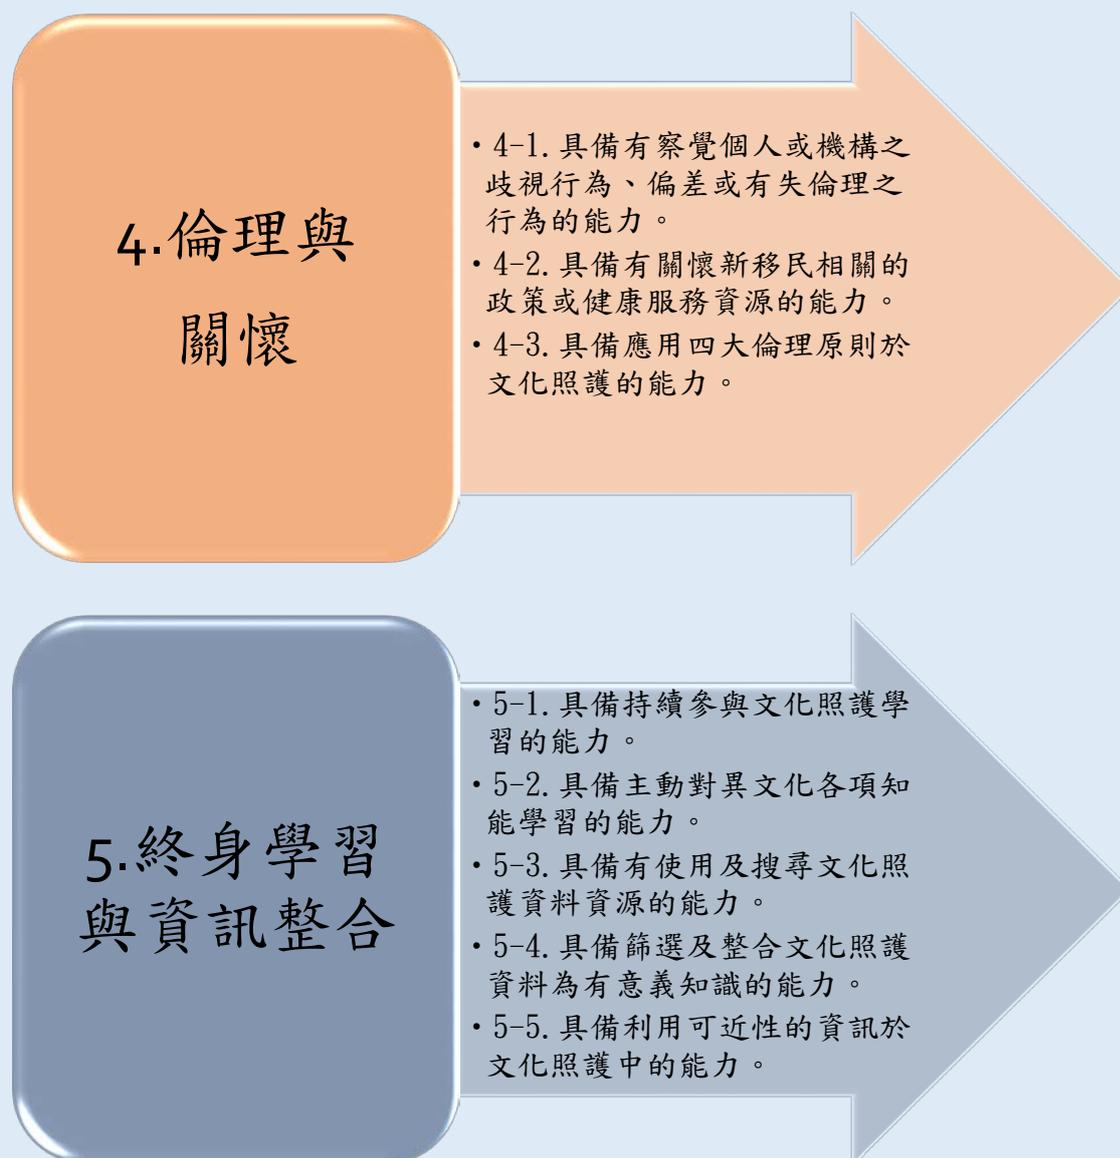 4.倫理與
關懷
•4-1.具備有察覺個人或機構之
歧視行為、偏差或有失倫理之
行為的能力。
•4-2.具備有關懷新移民相關的
政策或健康服務資源的能力。
•4-3.具備應用四大倫理原則於
文化照護的能力。
5.終身學習
與資訊整合
•5-1.具備持續參與文化照護學
習的能力。
•5-2.具備主動對異文化各項知
能學習的能力。
•5-3.具備有使用及搜尋文化照
護資料資源的能力。
•5-4.具備篩選及整合文化照護
資料為有意義知識的能力。
•5-5.具備利用可近性的資訊於
文化照護中的能力。